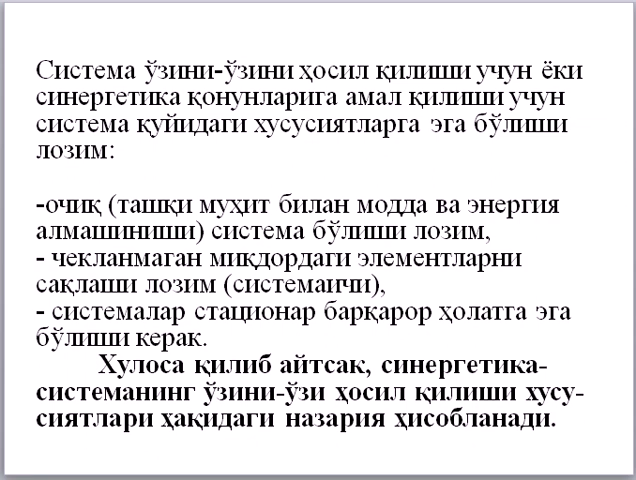 Система ўзини-ўзини ҳосил қилиши учун ёки
синергетика қонунларига амал қилиши учун
система қуйидаги хусусиятларга эга бўлиши
лозим:
-очиқ (ташқи муҳит билан модда ва энергия
алмашиниши) система бўлиши лозим,
- чекланмаган миқдордаги элементларни
сақлаши лозим (системаичи),
- системалар стационар барқарор ҳолатга эга
бўлиши керак.
Хулоса қилиб айтсак, синергетика-
системанинг ўзини-ўзи ҳосил қилиши хусу-
сиятлари ҳақидаги назария ҳисобланади.